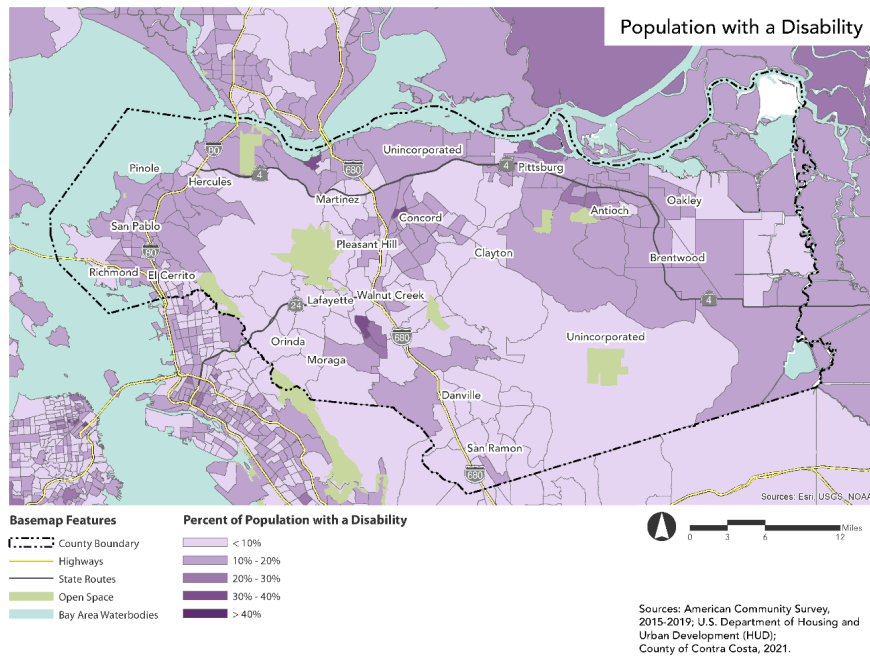 Population with a Disability
80
Unincorporated
Pinole
680
4
Pittsburg
4
Hercules
Martinez
Oakley
Antioch
Concord
San Pablo
Pleasant Hill
80
Clayton
Brentwood
Richmond
El Cerrito
Lafayette
Walnut Creek
4
24
Unincorporated
680
Orinda
Moraga
Danville
San Ramon
680
Sources: Esri, USGS, NOAA
Basemap Features
County Boundary
Highways
State Routes
Open Space
Bay Area Waterbodies
Percent of Population with a Disability
< 10%
10% - 20%
20% - 30%
30% - 40%
> 40%
Miles
0 3 6 12
Sources: American Community Survey,
2015-2019; U.S. Department of Housing and
Urban Development (HUD);
County of Contra Costa, 2021.